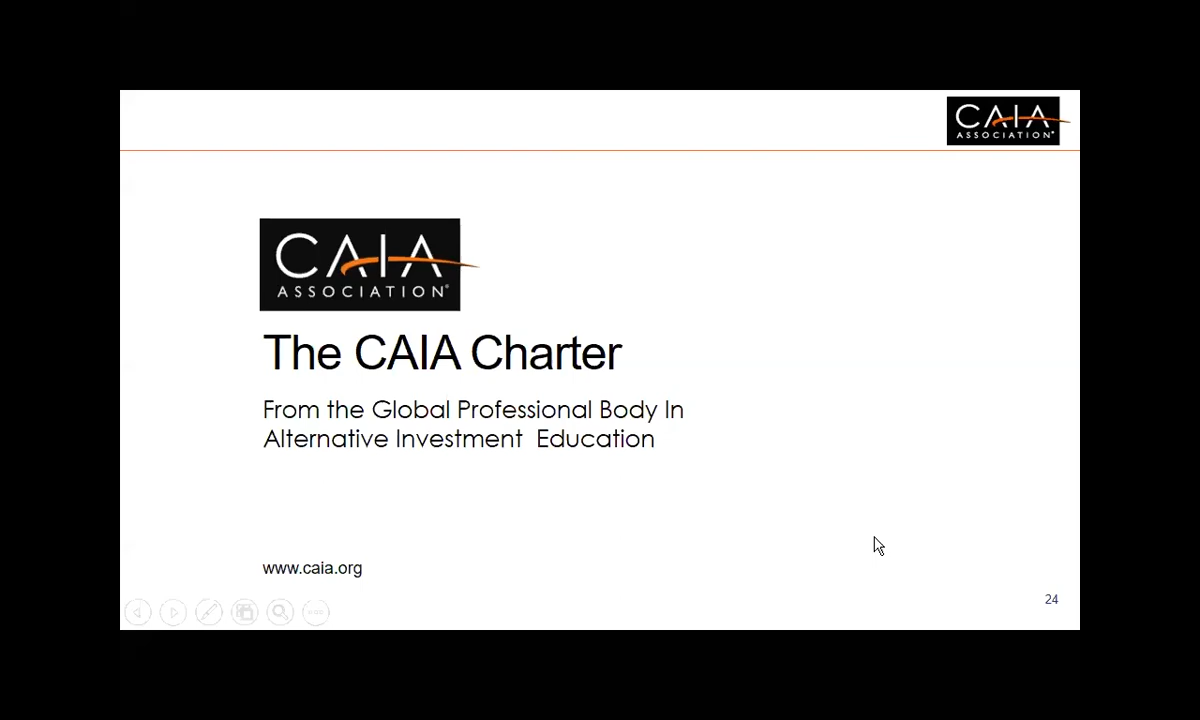 CAIA
ASSOCIATION®
CAIA
ASSOCIATION®
The CAIA Charter
From the Global Professional Body In
Alternative Investment  Education
www.caia.org
24